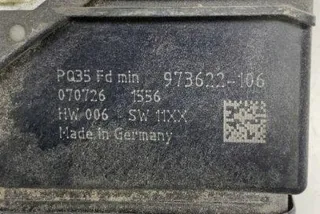 PQ35 Fd min 973622-106
070726 1556
HW 006 SW 11XX
Made in Germany